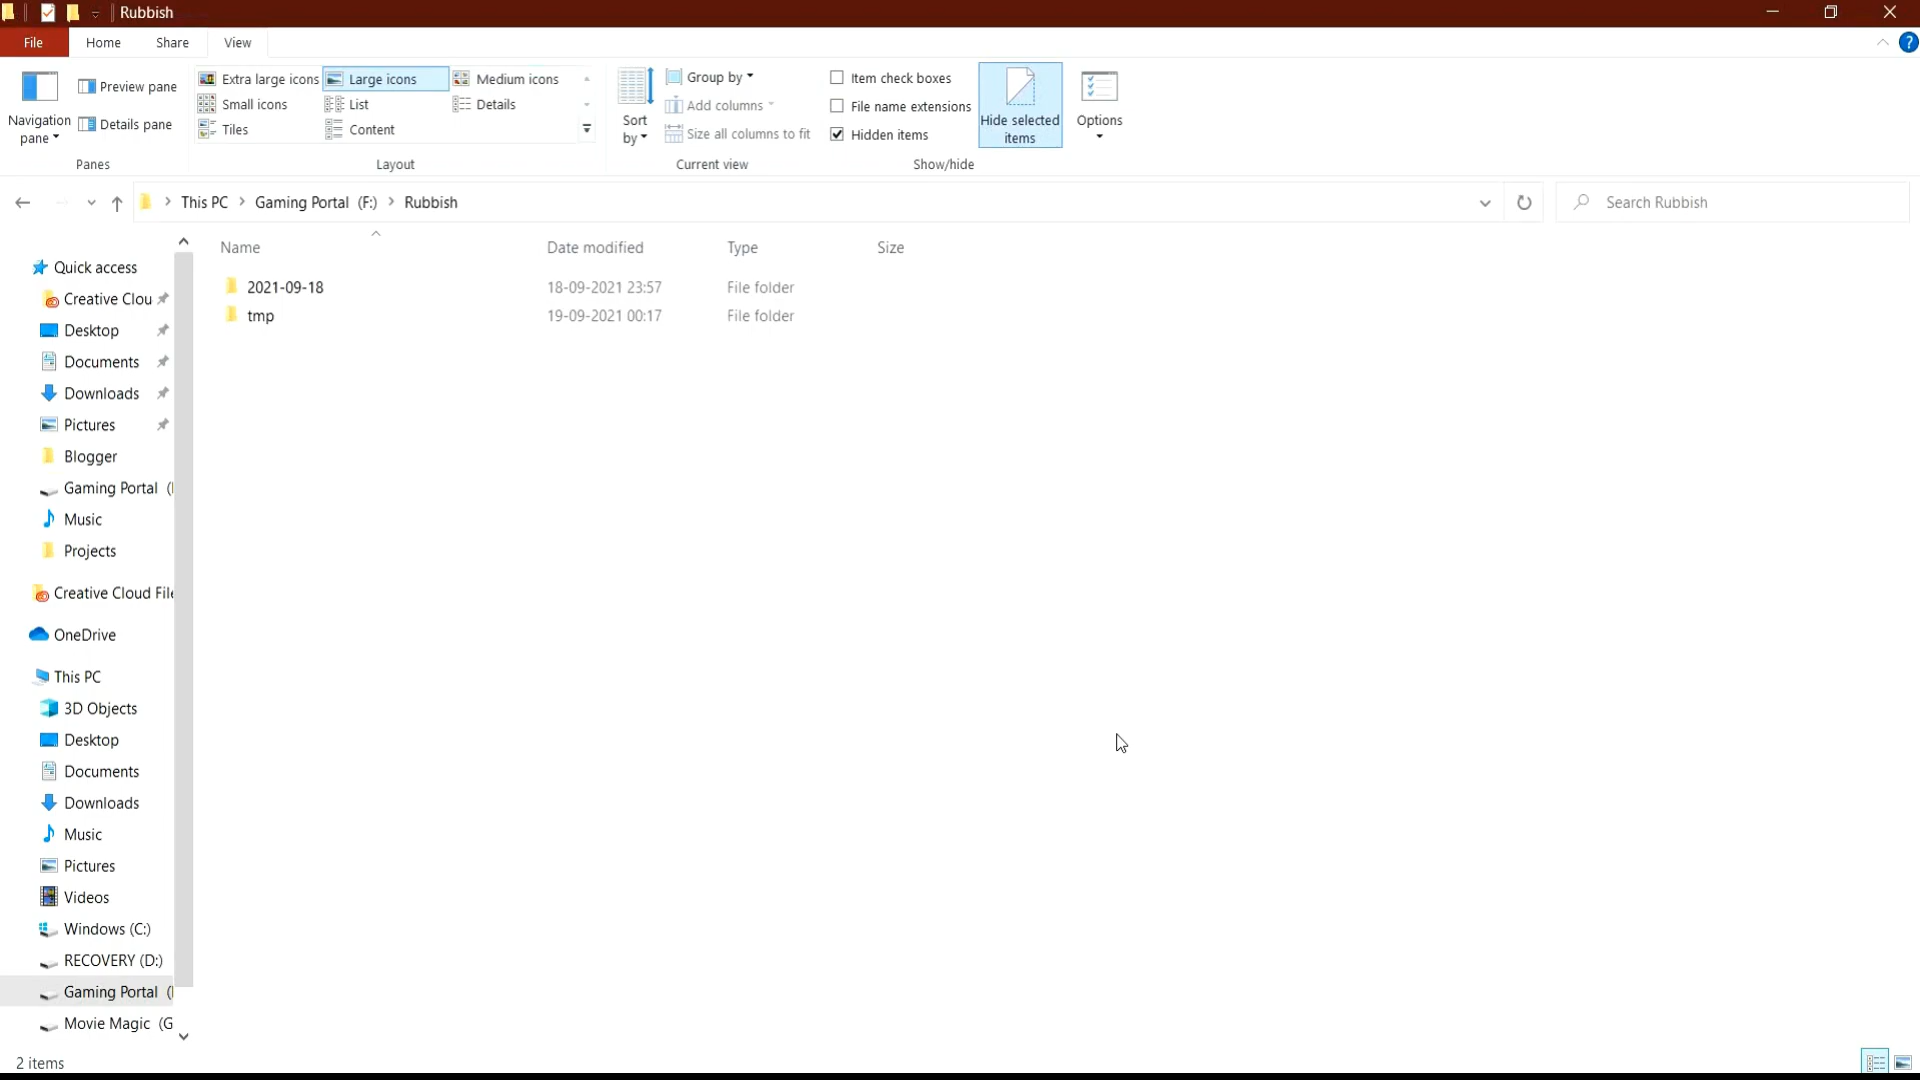 Rubbish
File Home Share View
Navigation pane
Preview pane
Details pane
Panes
Extra large icons Large icons Medium icons
Small icons List Details
Tiles Content
Layout
Sort by
Group by
Add columns
Size all columns to fit
Current view
Item check boxes
File name extensions
Hidden items
Hide selected items
Show/hide
Options
This PC > Gaming Portal (F:) > Rubbish
Search Rubbish
Name Date modified Type Size
2021-09-18 18-09-2021 23:57 File folder
tmp 19-09-2021 00:17 File folder
Quick access
Creative Clou
Desktop
Documents
Downloads
Pictures
Blogger
Gaming Portal (
Music
Projects
Creative Cloud File
OneDrive
This PC
3D Objects
Desktop
Documents
Downloads
Music
Pictures
Videos
Windows (C:)
RECOVERY (D:)
Gaming Portal (
Movie Magic (G
2 items